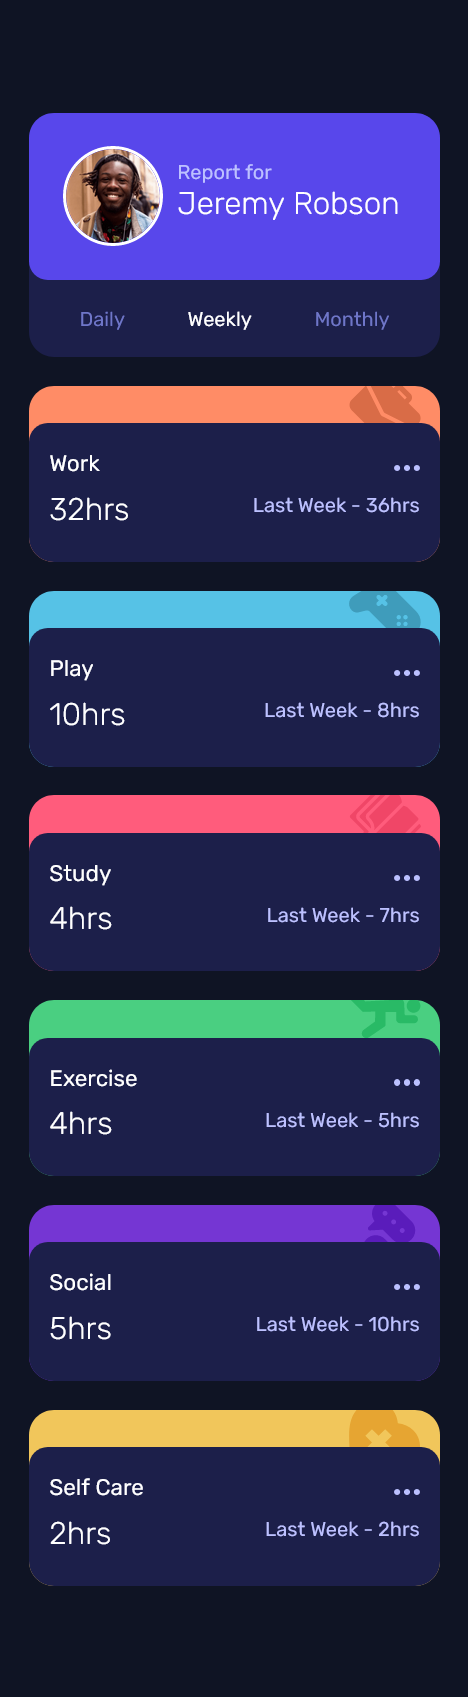 Report for
Jeremy Robson
Daily Weekly Monthly
Work
32hrs Last Week - 36hrs
Play
10hrs Last Week - 8hrs
Study
4hrs Last Week - 7hrs
Exercise
4hrs Last Week - 5hrs
Social
5hrs Last Week - 10hrs
Self Care
2hrs Last Week - 2hrs